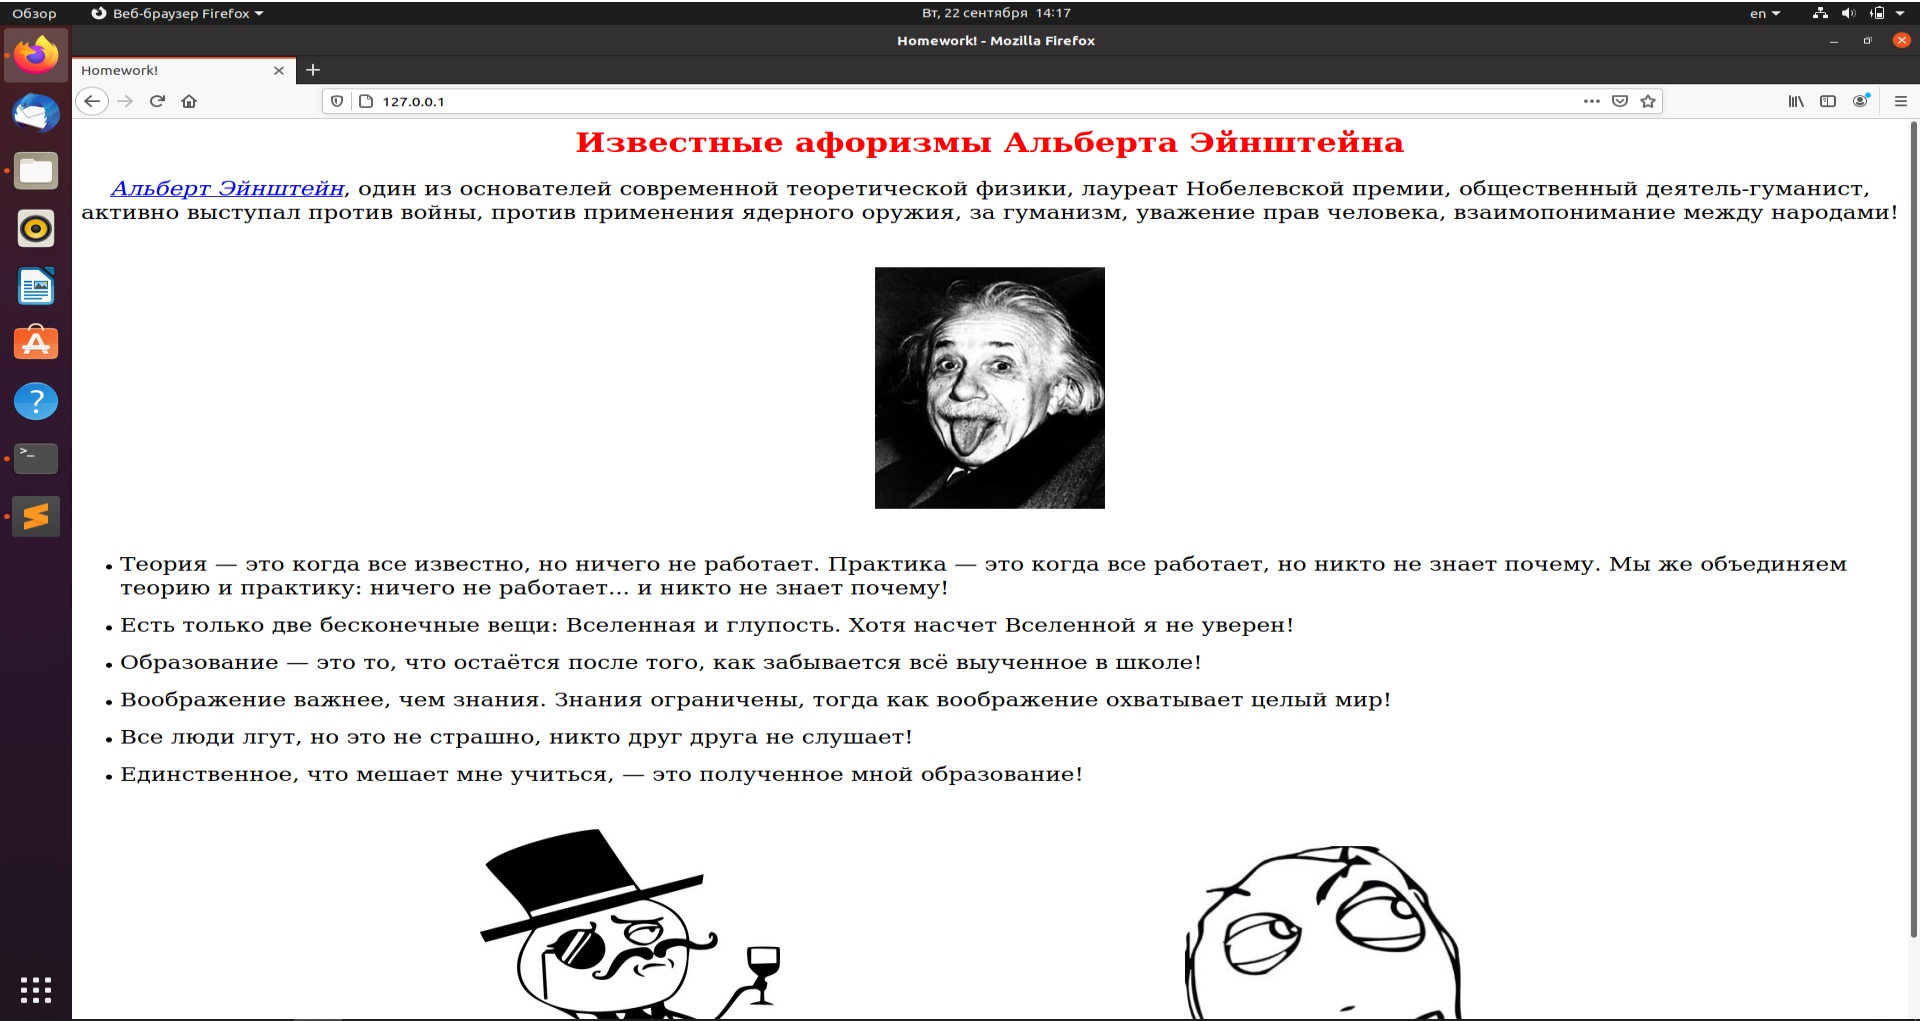 Обзор
Веб-браузер Firefox
Вт, 22 сентября 14:17
en
Homework! - Mozilla Firefox
Homework!
127.0.0.1
Известные афоризмы Альберта Эйнштейна
Альберт Эйнштейн, один из основателей современной теоретической физики, лауреат Нобелевской премии, общественный деятель-гуманист,
активно выступал против войны, против применения ядерного оружия, за гуманизм, уважение прав человека, взаимопонимание между народами!
• Теория — это когда все известно, но ничего не работает. Практика — это когда все работает, но никто не знает почему. Мы же объединяем
теорию и практику: ничего не работает... и никто не знает почему!
• Есть только две бесконечные вещи: Вселенная и глупость. Хотя насчет Вселенной я не уверен!
• Образование — это то, что остаётся после того, как забывается всё выученное в школе!
• Воображение важнее, чем знания. Знания ограничены, тогда как воображение охватывает целый мир!
• Все люди лгут, но это не страшно, никто друг друга не слушает!
• Единственное, что мешает мне учиться, — это полученное мной образование!